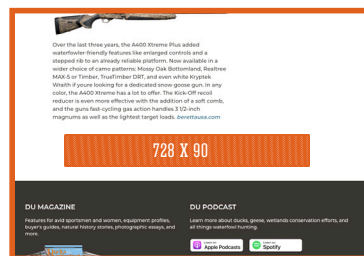 Over the last three years, the A400 Xtreme Plus added
waterfowler-friendly features like enlarged controls and a
stepped rib to an already reliable platform. Now available in a
wider choice of camo patterns: Mossy Oak Bottomland, Realtree
MAX-5 or Timber, TrueTimber DRT, and even white Kryptek
Wraith if youre looking for a dedicated snow goose gun. In any
color, the A400 Xtreme has a lot to offer. The Kick-Off recoil
reducer is even more effective with the addition of a soft comb,
and the guns fast-cycling gas action handles 3 1/2-inch
magnums as well as the lightest target loads. berettausa.com
728 X 90
DU MAGAZINE
Features for avid sportsmen and women, equipment profiles,
buyer's guides, natural history stories, photographic essays, and
more.
DU PODCAST
Learn more about ducks, geese, wetlands conservation efforts, and
all things waterfowl hunting.
Apple Podcasts
Spotify